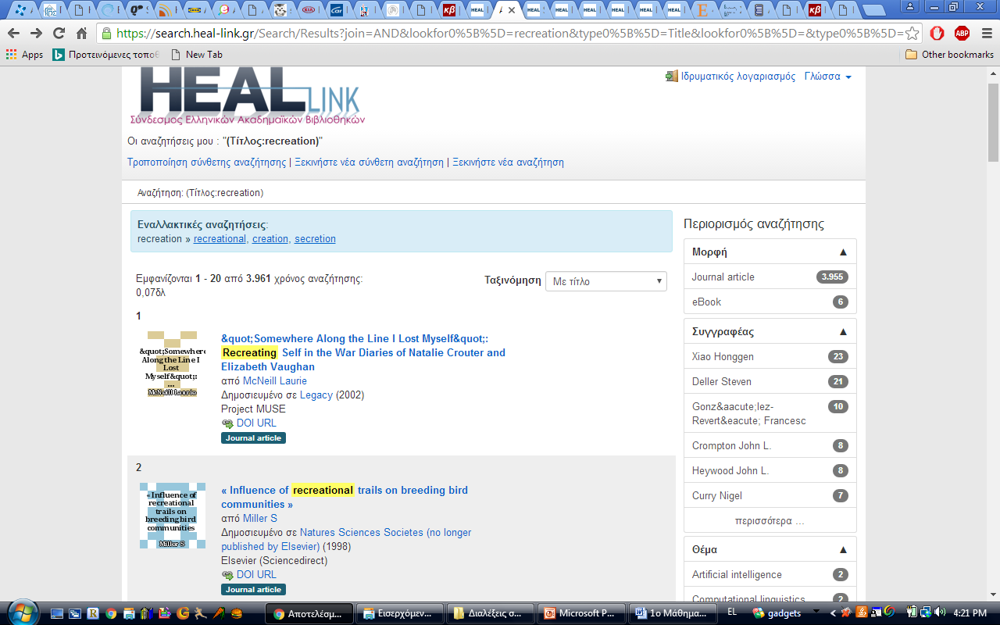 https://search.heal-link.gr/Search/Results?join=AND&lookfor0%5B%5D=recreation&type0%5B%5D=Title&lookfor0%5B%5D=&type0%5B%5D=
ABP
Apps
Προτεινόμενες τοποθ
New Tab
Other bookmarks
HEAL LINK
Σύνδεσμος Ελληνικών Ακαδημαϊκών Βιβλιοθηκών
Ιδρυματικός λογαριασμός
Γλώσσα
Οι αναζητήσεις μου : "(Τίτλος:recreation)"
Τροποποίηση σύνθετης αναζήτησης | Ξεκινήστε νέα σύνθετη αναζήτηση | Ξεκινήστε νέα αναζήτηση
Αναζήτηση: (Τίτλος:recreation)
Εναλλακτικές αναζητήσεις:
recreation » recreational, creation, secretion
Εμφανίζονται 1 - 20 από 3.961 χρόνος αναζήτησης:
0,07δλ
Ταξινόμηση
Με τίτλο
1
&quot;Somewhere
Along the Line I
Lost
Myself&quot;:
...
McNeill Laurie
&quot;Somewhere Along the Line I Lost Myself&quot;:
Recreating Self in the War Diaries of Natalie Crouter and
Elizabeth Vaughan
από McNeill Laurie
Δημοσιευμένο σε Legacy (2002)
Project MUSE
DOI URL
Journal article
2
« Influence of
recreational
trails on
breeding bird
communities
Miller S
« Influence of recreational trails on breeding bird
communities »
από Miller S
Δημοσιευμένο σε Natures Sciences Societes (no longer
published by Elsevier) (1998)
Elsevier (Sciencedirect)
DOI URL
Journal article
Περιορισμός αναζήτησης
Μορφή
Journal article 3.955
eBook 6
Συγγραφέας
Xiao Honggen 23
Deller Steven 21
Gonz&aacute;lez- 10
Revert&eacute; Francesc
Crompton John L. 8
Heywood John L. 8
Curry Nigel 7
περισσότερα ...
Θέμα
Artificial intelligence 2
Computational linguistics 2
Αποτελέσμ...
Εισερχόμεν...
Διαλέξεις σ...
Microsoft P...
1ο Μάθημα...
EL
gadgets
4:21 PM